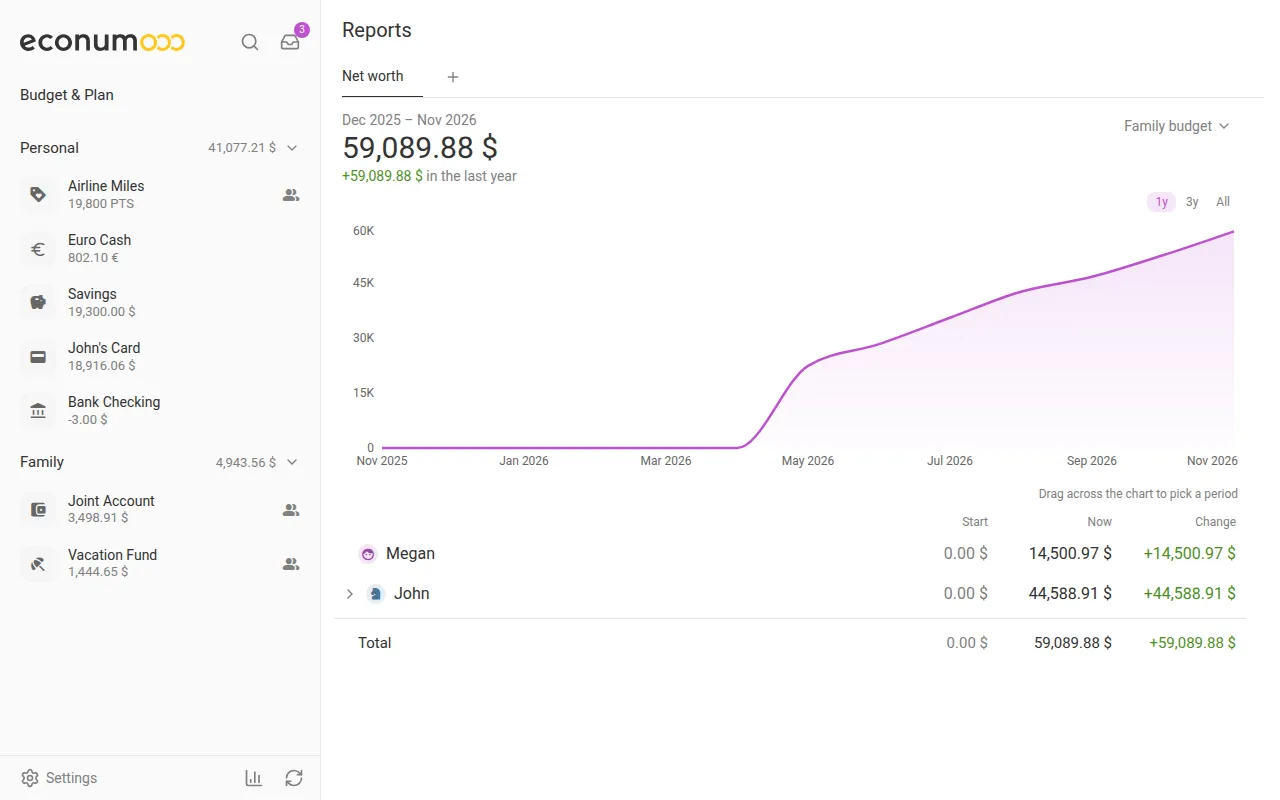 econumooo
3
Budget & Plan
Personal
41,077.21 $
Airline Miles
19,800 PTS
Euro Cash
802.10 €
Savings
19,300.00 $
John's Card
18,916.06 $
Bank Checking
-3.00 $
Family
4,943.56 $
Joint Account
3,498.91 $
Vacation Fund
1,444.65 $
Settings
Reports
Net worth
Dec 2025 – Nov 2026
59,089.88 $
+59,089.88 $ in the last year
Family budget
1y 3y All
60K
45K
30K
15K
0
Nov 2025 Jan 2026 Mar 2026 May 2026 Jul 2026 Sep 2026 Nov 2026
Drag across the chart to pick a period
Start Now Change
Megan 0.00 $ 14,500.97 $ +14,500.97 $
John 0.00 $ 44,588.91 $ +44,588.91 $
Total 0.00 $ 59,089.88 $ +59,089.88 $